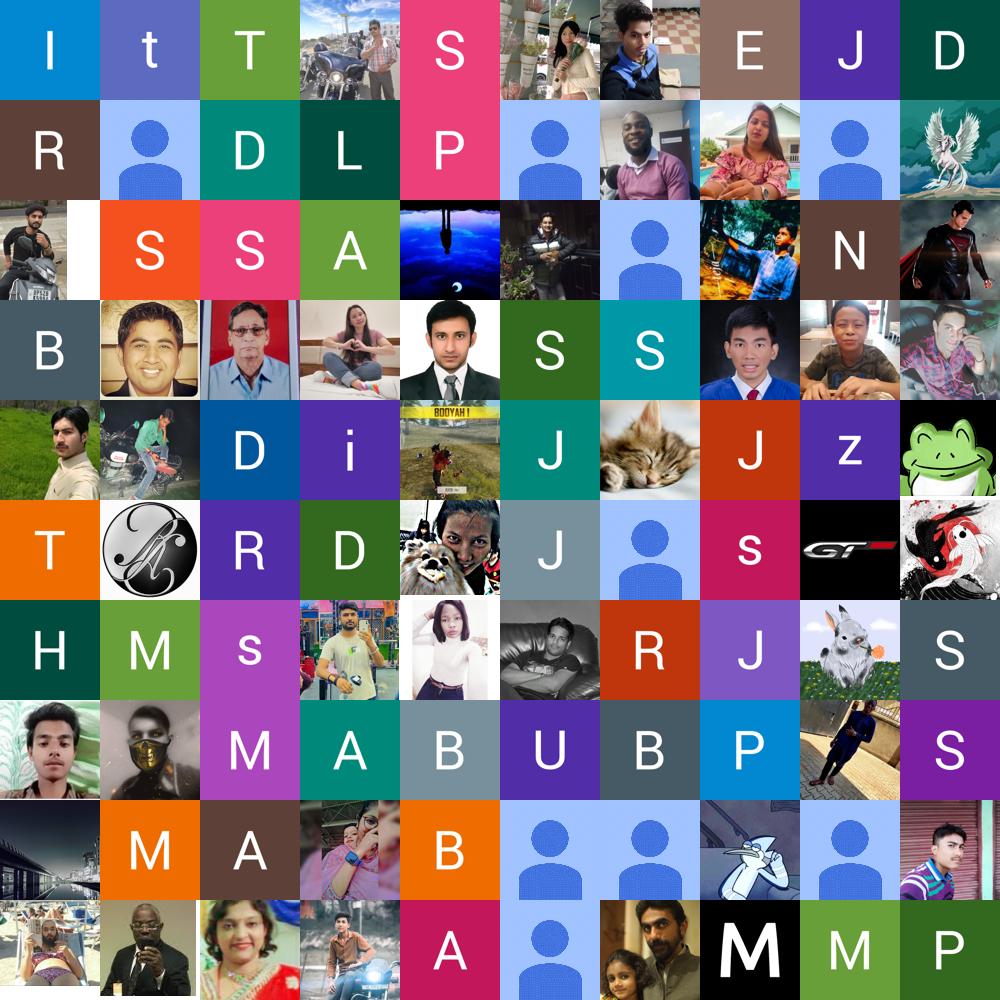 I t T S E J D
R D L P
S S A N
B S S
D i BOOYAH ! J J z
T R D J s GT
H M s R J S
M A B U B P S
M A B
A M M P